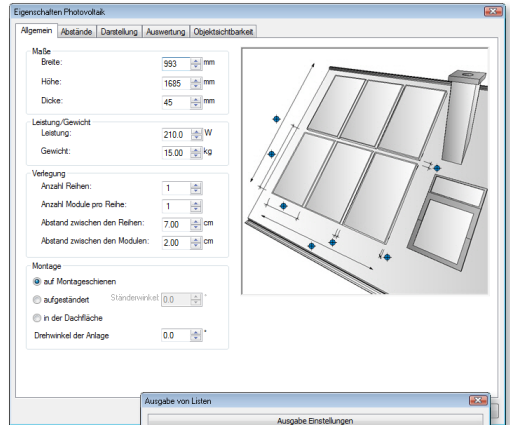 Eigenschaften Photovoltaik
Allgemein Abstände Darstellung Auswertung Objektsichtbarkeit
Maße
Breite: 993 mm
Höhe: 1685 mm
Dicke: 45 mm
Leistung/Gewicht
Leistung: 210.0 W
Gewicht: 15.00 kg
Verlegung
Anzahl Reihen: 1
Anzahl Module pro Reihe: 1
Abstand zwischen den Reihen: 7.00 cm
Abstand zwischen den Modulen: 2.00 cm
Montage
auf Montageschienen
aufgeständert Ständerwinkel: 0.0 °
in der Dachfläche
Drehwinkel der Anlage 0.0 °
Ausgabe von Listen
Ausgabe Einstellungen